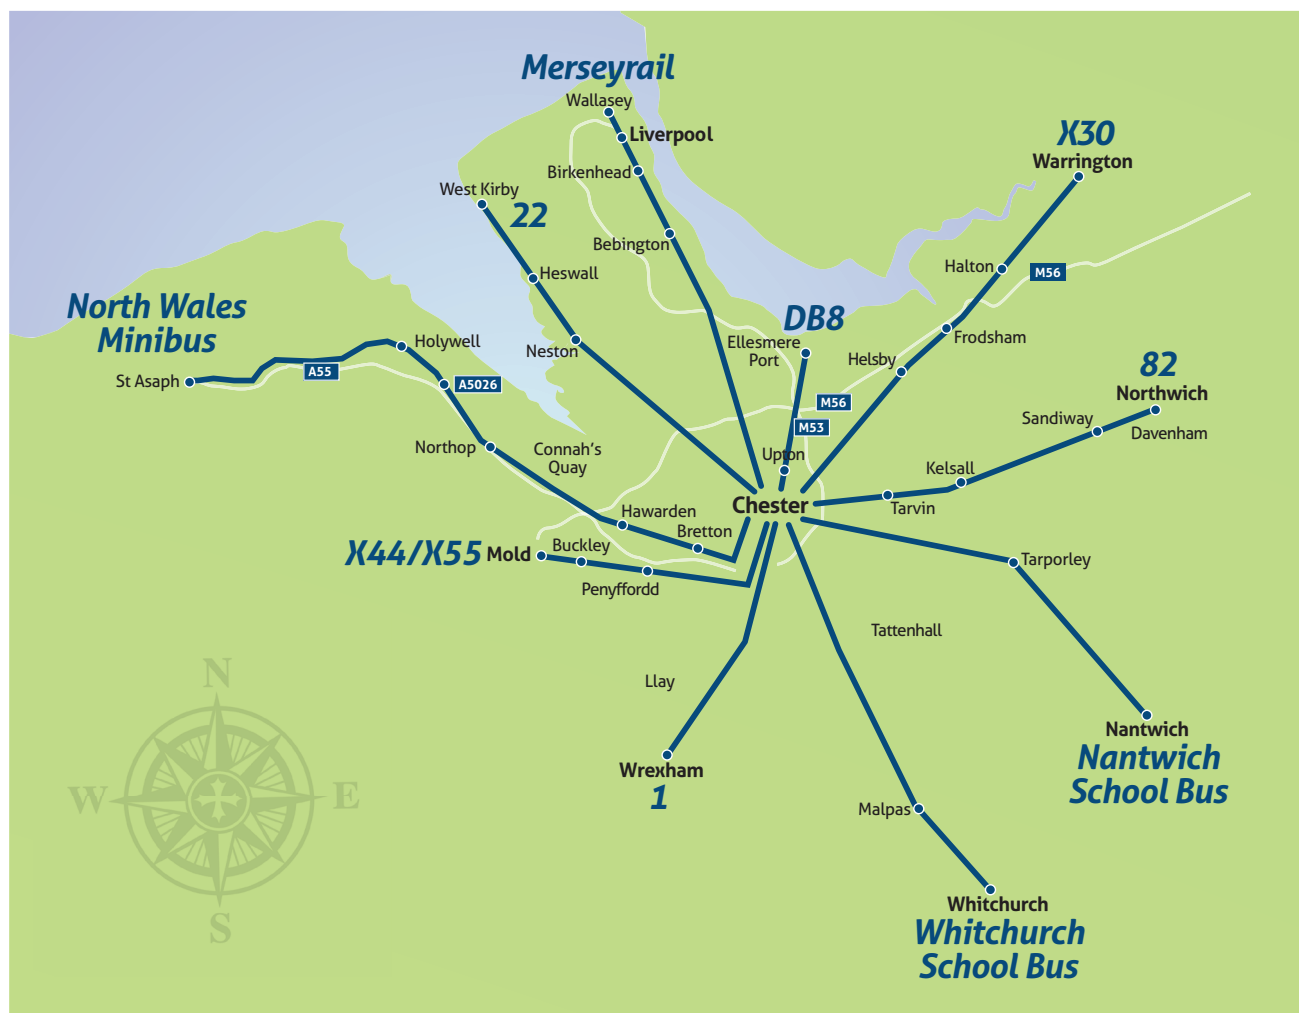 Merseyrail
Wallasey
Liverpool
Birkenhead
Bebington
X30
Warrington
Halton
M56
Frodsham
Helsby
West Kirby
22
Heswall
Neston
DB8
Ellesmere
Port
M56
M53
Upton
North Wales
Minibus
St Asaph
A55
Holywell
A5026
Northop
Connah's
Quay
Hawarden
Bretton
82
Northwich
Sandiway
Davenham
Kelsall
Tarvin
Chester
X44/X55
Mold
Buckley
Penyffordd
Tarporley
Tattenhall
Llay
Wrexham
1
Nantwich
Nantwich
School Bus
Malpas
Whitchurch
Whitchurch
School Bus
N
W
E
S